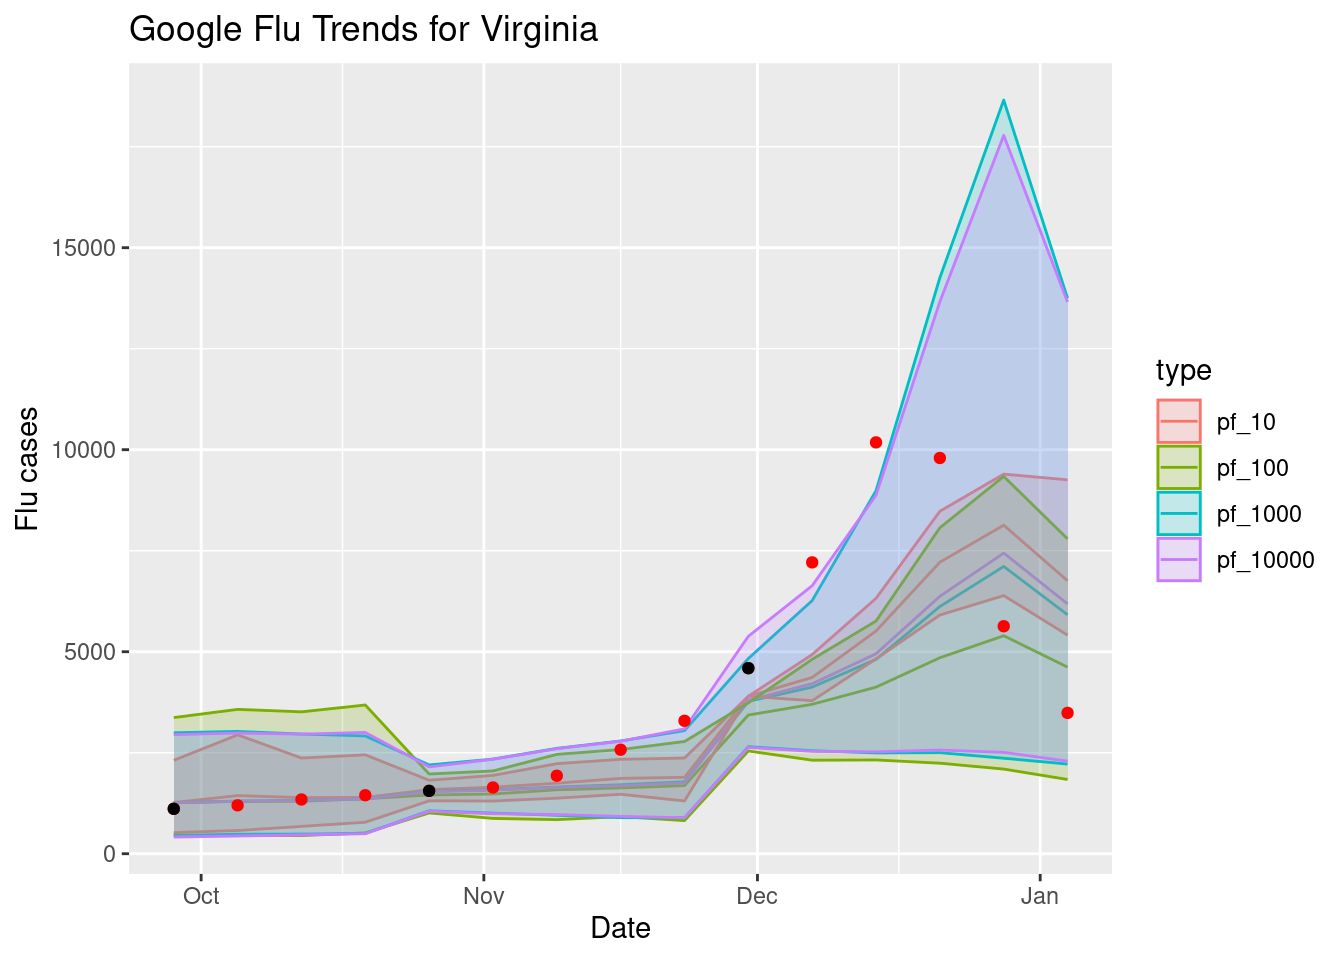 Google Flu Trends for Virginia
15000
10000
5000
0
Flu cases
Oct Nov Dec Jan
Date
type
pf_10
pf_100
pf_1000
pf_10000